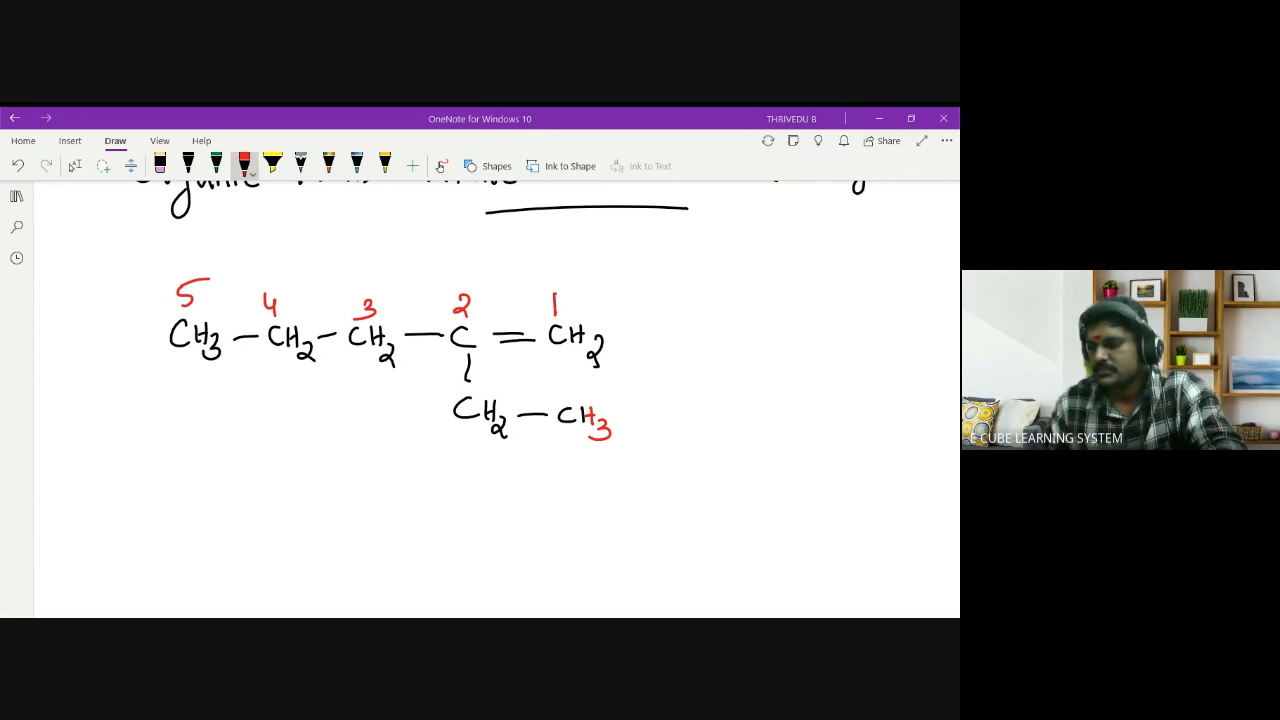 OneNote for Windows 10
THRIVEDU B
Home Insert Draw View Help
Share
Shapes Ink to Shape Ink to Text
Organic
5 4 3 2 1
CH3 — CH2 — CH2 — C = CH2
|
CH2 — CH3
E CUBE LEARNING SYSTEM